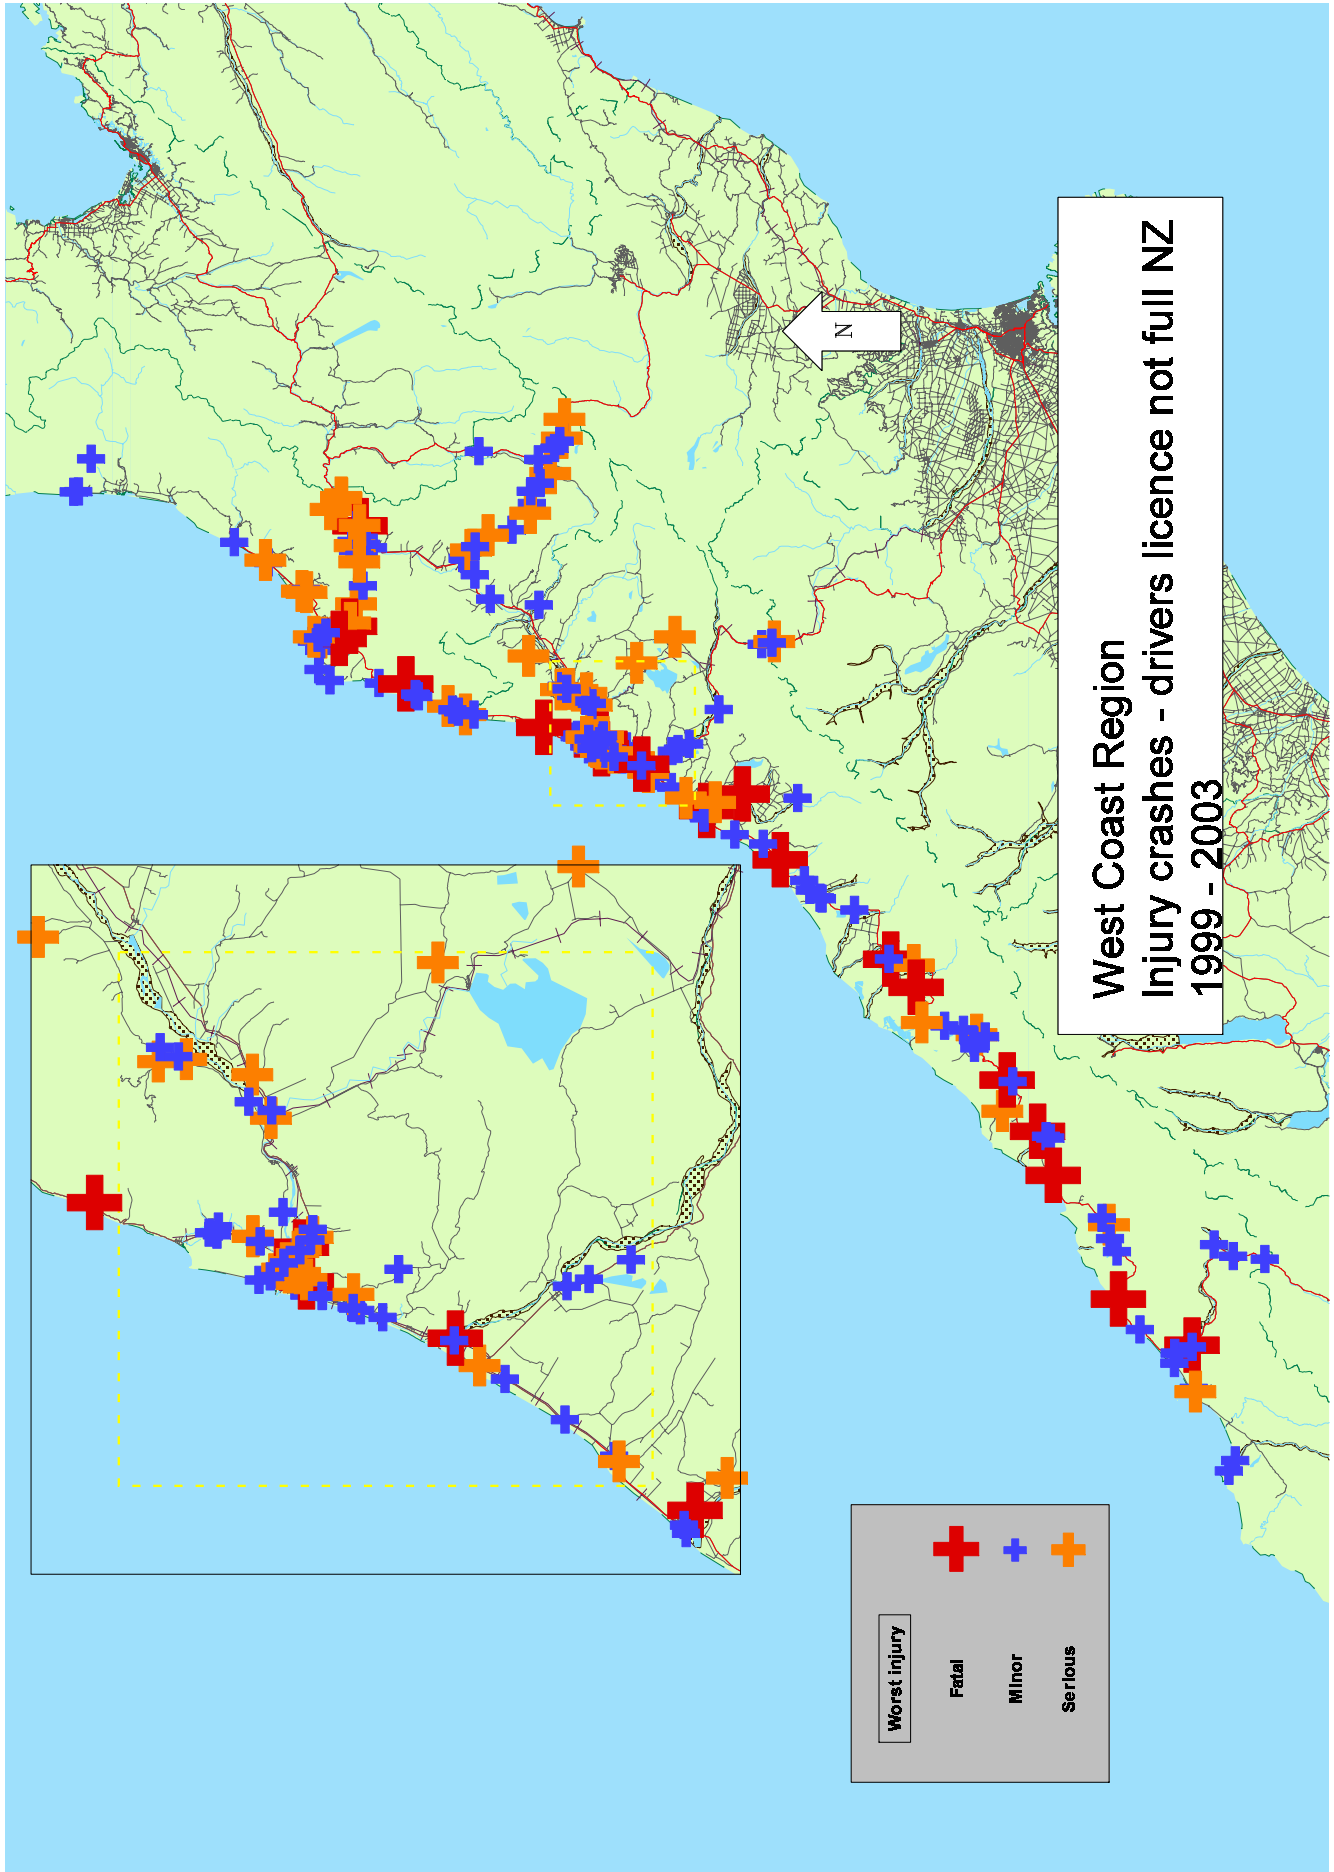 West Coast Region
Injury crashes - drivers licence not full NZ
1999 - 2003
N
Worst injury
Fatal
Minor
Serious